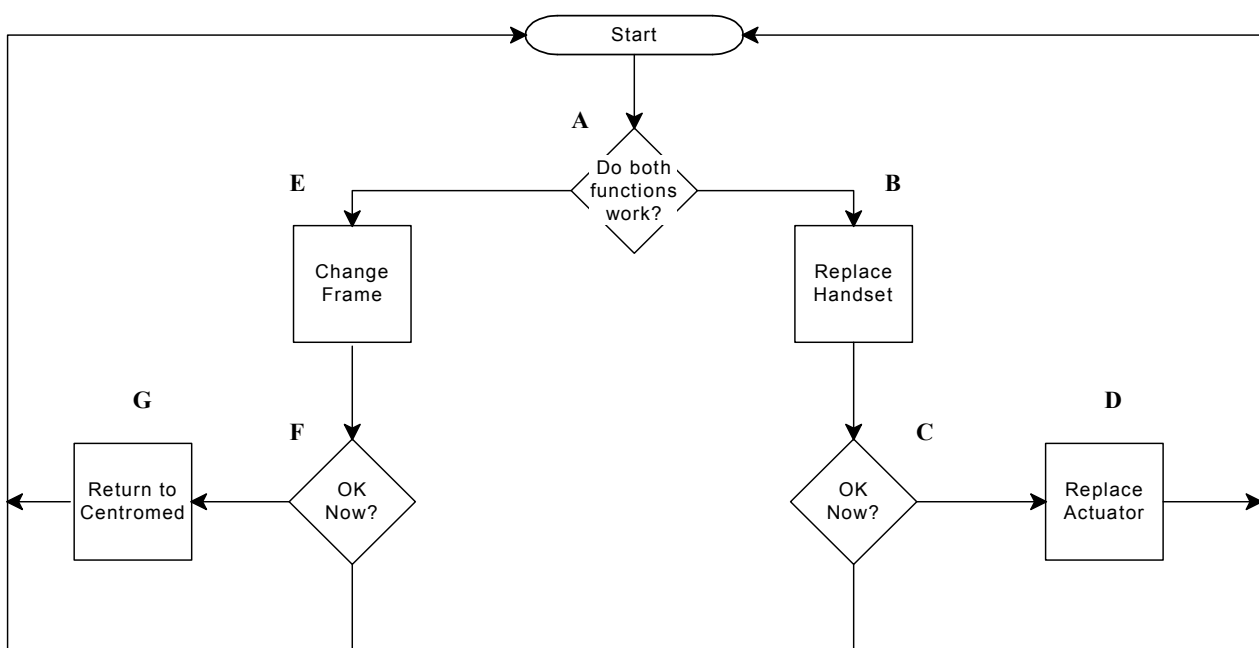 Start
A
Do both
functions
work?
E
B
Change
Frame
Replace
Handset
G
F
C
D
Return to
Centromed
OK
Now?
OK
Now?
Replace
Actuator